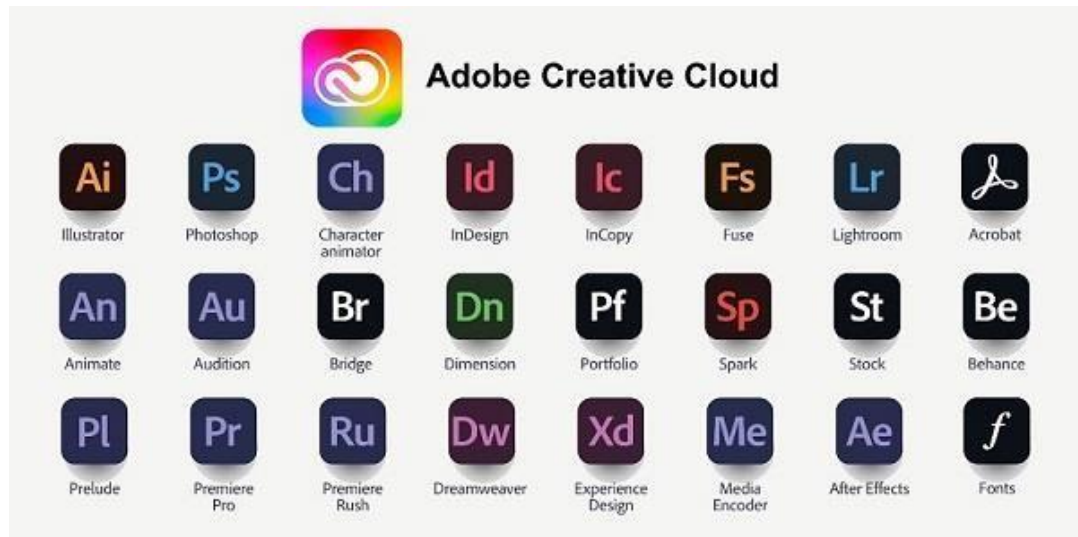 Adobe Creative Cloud
Ai Ps Ch Id Ic Fs Lr
Illustrator Photoshop Character animator InDesign InCopy Fuse Lightroom Acrobat
An Au Br Dn Pf Sp St Be
Animate Audition Bridge Dimension Portfolio Spark Stock Behance
Pl Pr Ru Dw Xd Me Ae f
Prelude Premiere Pro Premiere Rush Dreamweaver Experience Design Media Encoder After Effects Fonts